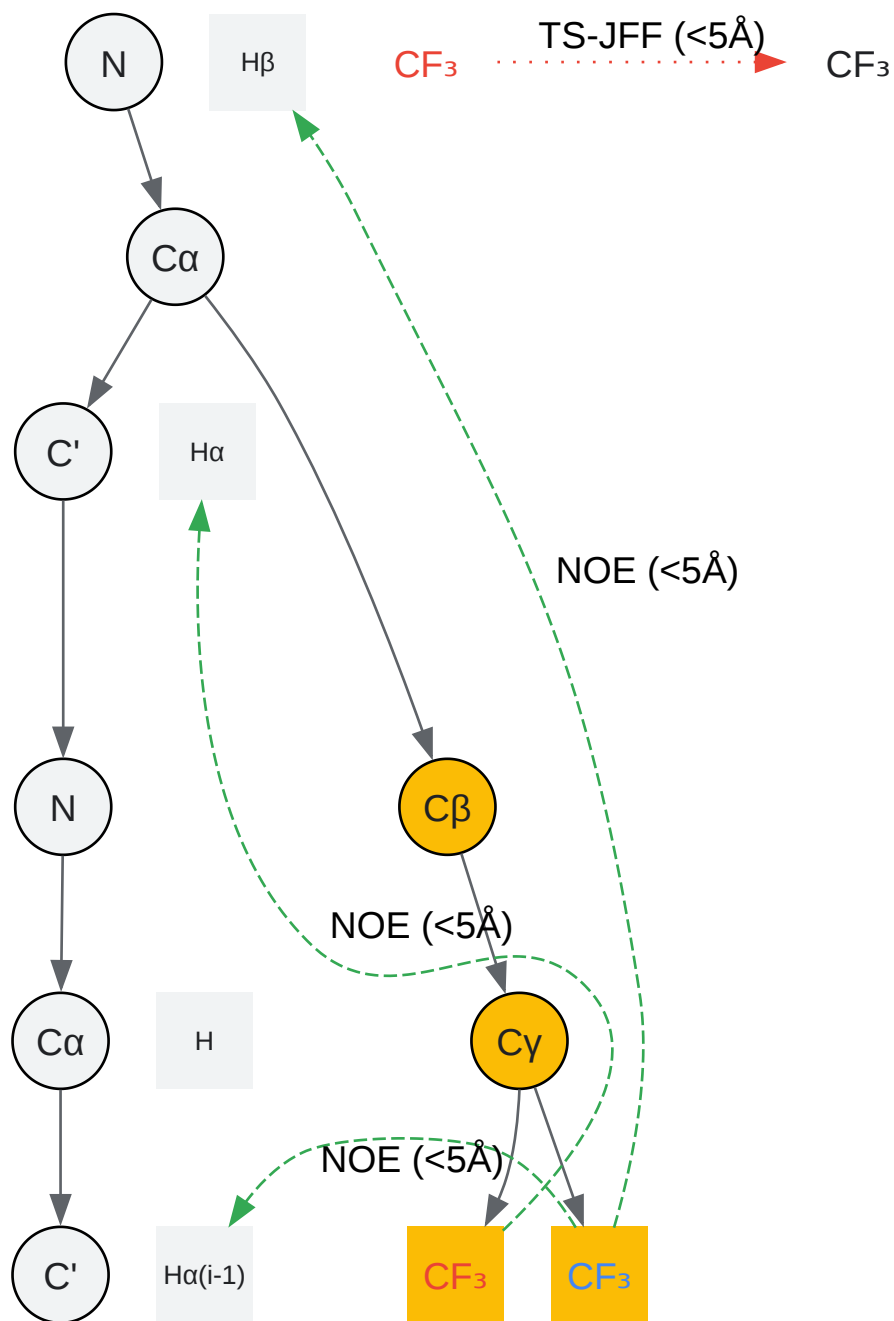 N
Hβ
CF₃
TS-JFF (<5Å)
CF₃
Cα
C'
Hα
NOE (<5Å)
N
Cβ
NOE (<5Å)
Cα
H
Cγ
NOE (<5Å)
C'
Hα(i-1)
CF₃
CF₃